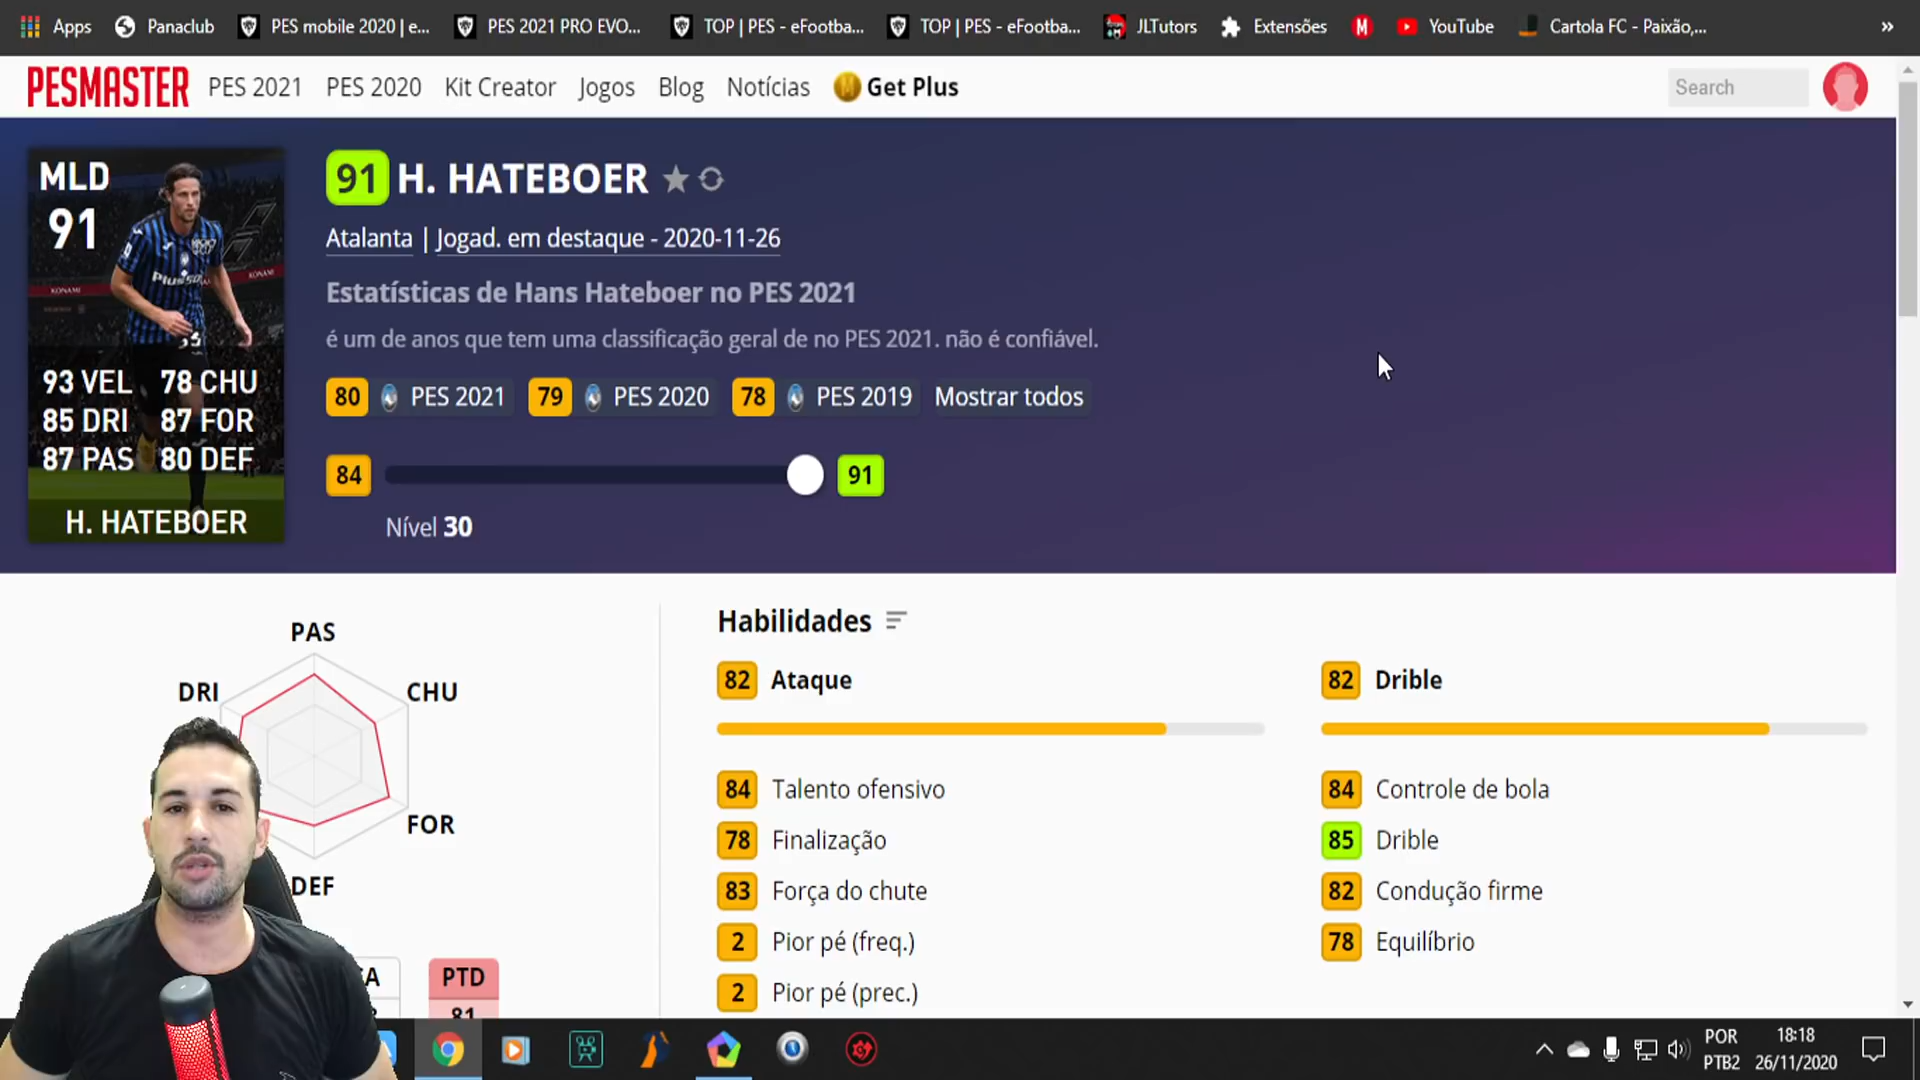 Apps Panaclub PES mobile 2020 | e... PES 2021 PRO EVO... TOP | PES - eFootba... TOP | PES - eFootba... JLTutors Extensões M YouTube Cartola FC - Paixão,... »
PESMASTER PES 2021 PES 2020 Kit Creator Jogos Blog Notícias Get Plus Search
MLD
91
93 VEL 78 CHU
85 DRI 87 FOR
87 PAS 80 DEF
H. HATEBOER
91 H. HATEBOER
Atalanta | Jogad. em destaque - 2020-11-26
Estatísticas de Hans Hateboer no PES 2021
é um de anos que tem uma classificação geral de no PES 2021. não é confiável.
80 PES 2021 79 PES 2020 78 PES 2019 Mostrar todos
84 91
Nível 30
PAS
DRI CHU
FOR
DEF
PTD
81
Habilidades
82 Ataque
84 Talento ofensivo
78 Finalização
83 Força do chute
2 Pior pé (freq.)
2 Pior pé (prec.)
82 Drible
84 Controle de bola
85 Drible
82 Condução firme
78 Equilíbrio
POR 18:18
PTB2 26/11/2020